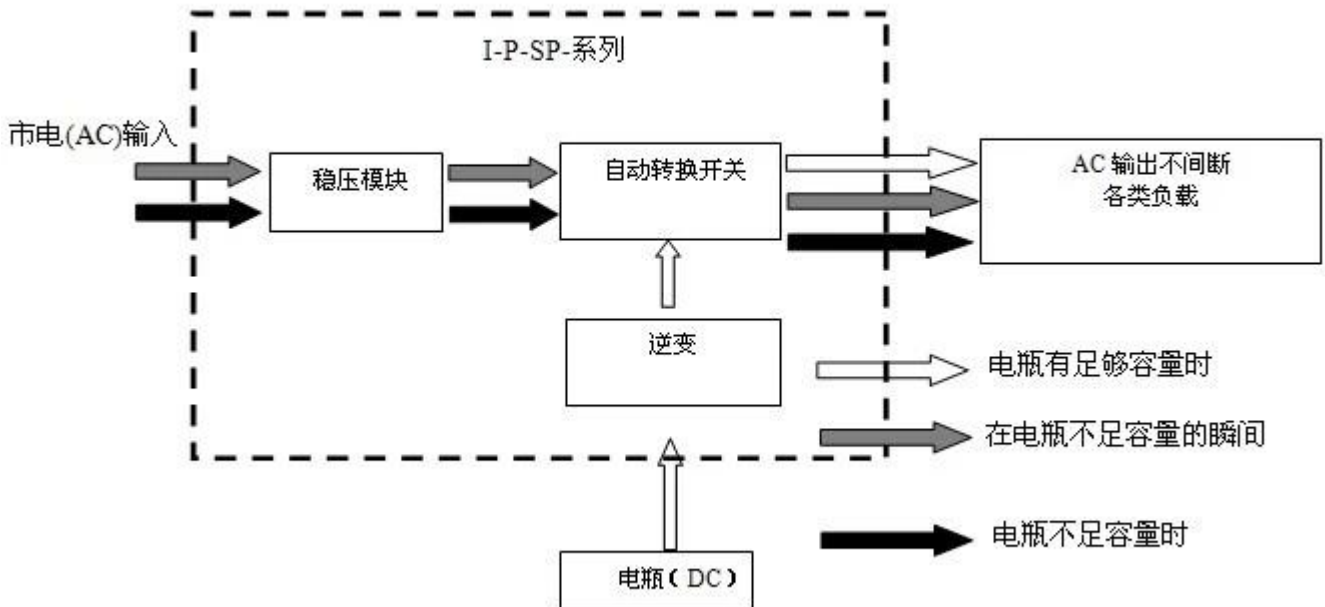 I-P-SP-系列
市电(AC)输入
稳压模块
自动转换开关
AC 输出不间断
各类负载
逆变
电瓶有足够容量时
在电瓶不足容量的瞬间
电瓶不足容量时
电瓶（DC）